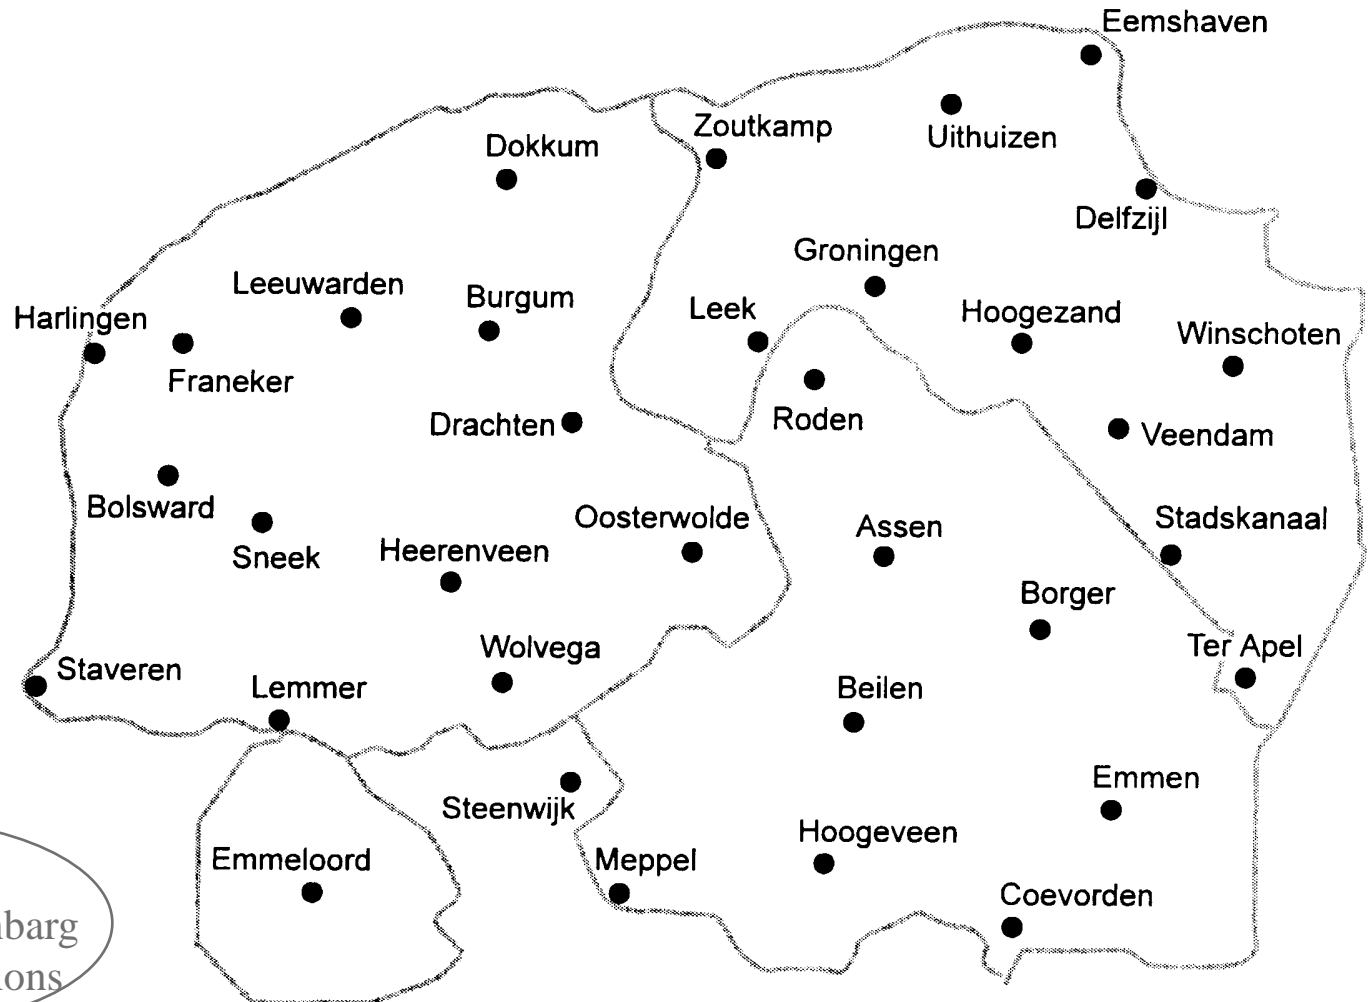 Eemshaven
Zoutkamp
Uithuizen
Dokkum
Delfzijl
Groningen
Leeuwarden
Burgum
Leek
Hoogezand
Harlingen
Winschoten
Franeker
Roden
Drachten
Veendam
Bolsward
Oosterwolde
Assen
Stadskanaal
Sneek
Heerenveen
Borger
Wolvega
Ter Apel
Staveren
Lemmer
Beilen
Emmen
Steenwijk
Hoogeveen
Emmeloord
Meppel
Coevorden